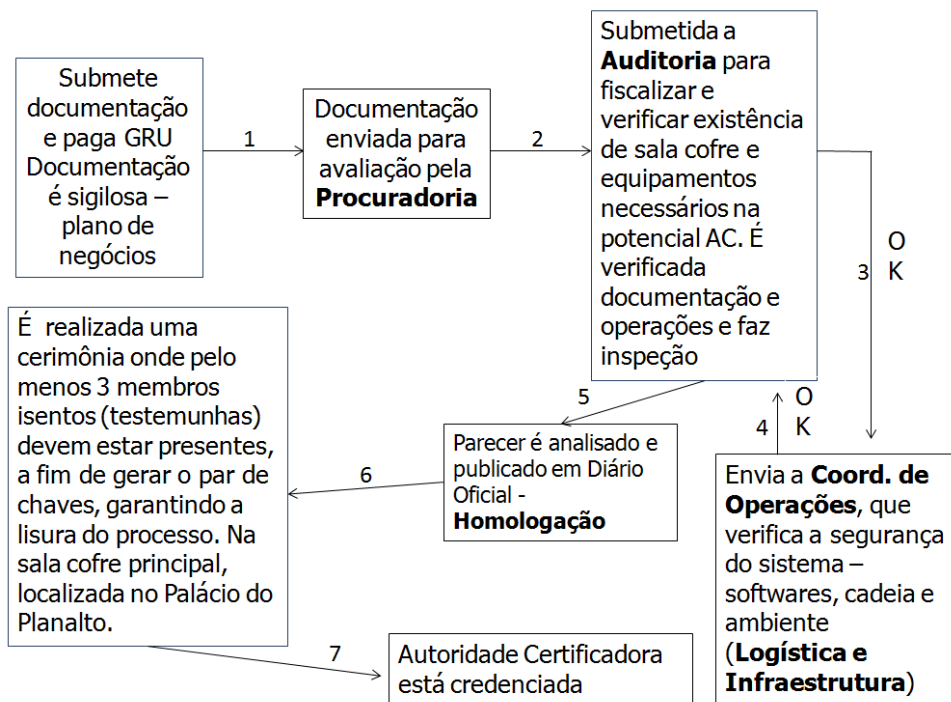 Submete
documentação
e paga GRU
Documentação
é sigilosa –
plano de
negócios
1
Documentação
enviada para
avaliação pela
Procuradoria
2
Submetida a
Auditoria para
fiscalizar e
verificar existência
de sala cofre e
equipamentos
necessários na
potencial AC. É
verificada
documentação e
operações e faz
inspeção
3
O
K
Envia a Coord. de
Operações, que
verifica a segurança
do sistema –
softwares, cadeia e
ambiente
(Logística e
Infraestrutura)
4
O
K
5
Parecer é analisado e
publicado em Diário
Oficial -
Homologação
6
É realizada uma
cerimônia onde pelo
menos 3 membros
isentos (testemunhas)
devem estar presentes,
a fim de gerar o par de
chaves, garantindo a
lisura do processo. Na
sala cofre principal,
localizada no Palácio do
Planalto.
7
Autoridade Certificadora
está credenciada